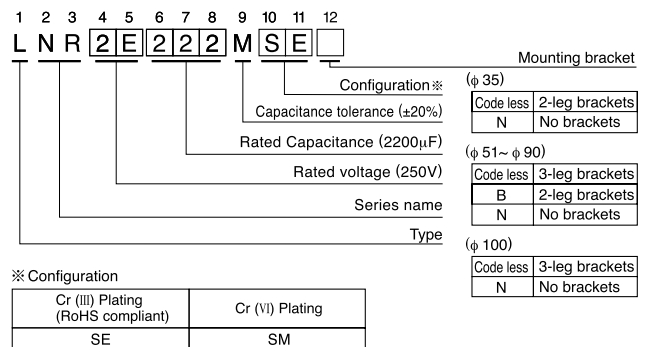 1 2 3 4 5 6 7 8 9 10 11 12
L N R 2 E 2 2 2 M S E
Mounting bracket
Configuration※
Capacitance tolerance (±20%)
Rated Capacitance (2200μF)
Rated voltage (250V)
Series name
Type
(φ 35)
Code less 2-leg brackets
N No brackets
(φ 51~ φ 90)
Code less 3-leg brackets
B 2-leg brackets
N No brackets
(φ 100)
Code less 3-leg brackets
N No brackets
※ Configuration
Cr (III) Plating
(RoHS compliant)
Cr (VI) Plating
SE SM